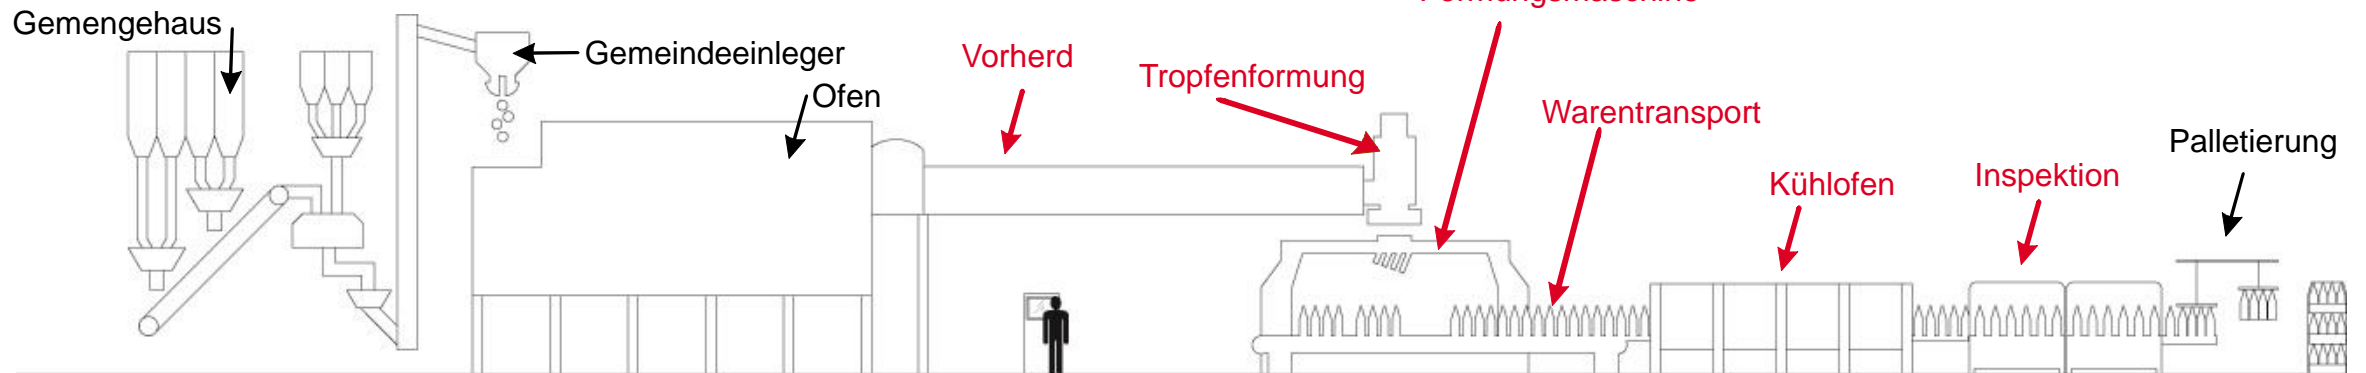 Gemengehaus
Gemeindeeinleger
Ofen
Vorherd
Tropfenformung
Warentransport
Kühlofen
Inspektion
Palletierung